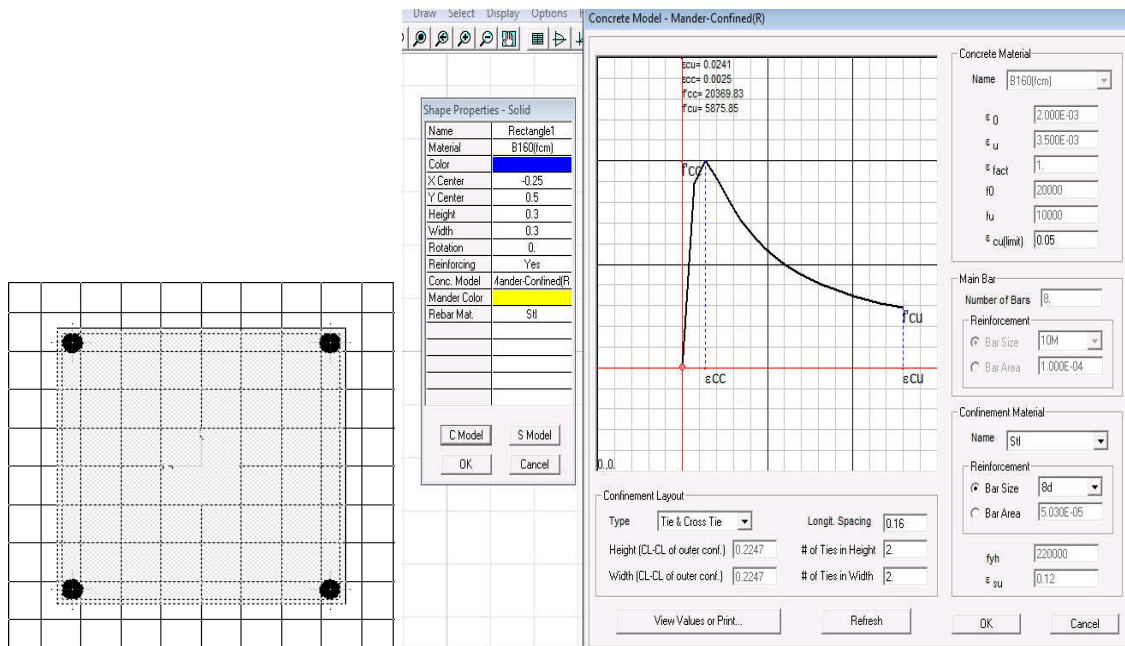 Draw Select Display Options
Concrete Model - Mander-Confined(R)
Shape Properties - Solid
Name Rectangle1
Material B160(fcm)
Color
X Center -0.25
Y Center 0.5
Height 0.3
Width 0.3
Rotation 0.
Reinforcing Yes
Conc. Model Mander-Confined(R
Mander Color
Rebar Mat. Stl
C Model S Model
OK Cancel
εcu= 0.0241
εcc= 0.0025
f'cc= 20369.83
f'cu= 5875.85
f'cc
f'cu
εcc εcu
0.,0.
Concrete Material
Name B160(fcm)
ε0 2.000E-03
εu 3.500E-03
εfact 1.
f0 20000
fu 10000
εcu(limit) 0.05
Main Bar
Number of Bars 8.
Reinforcement
Bar Size 10M
Bar Area 1.000E-04
Confinement Material
Name Stl
Reinforcement
Bar Size 8d
Bar Area 5.030E-05
fyh 220000
εsu 0.12
Confinement Layout
Type Tie & Cross Tie Longit. Spacing 0.16
Height (CL-CL of outer conf.) 0.2247 # of Ties in Height 2.
Width (CL-CL of outer conf.) 0.2247 # of Ties in Width 2.
View Values or Print... Refresh OK Cancel